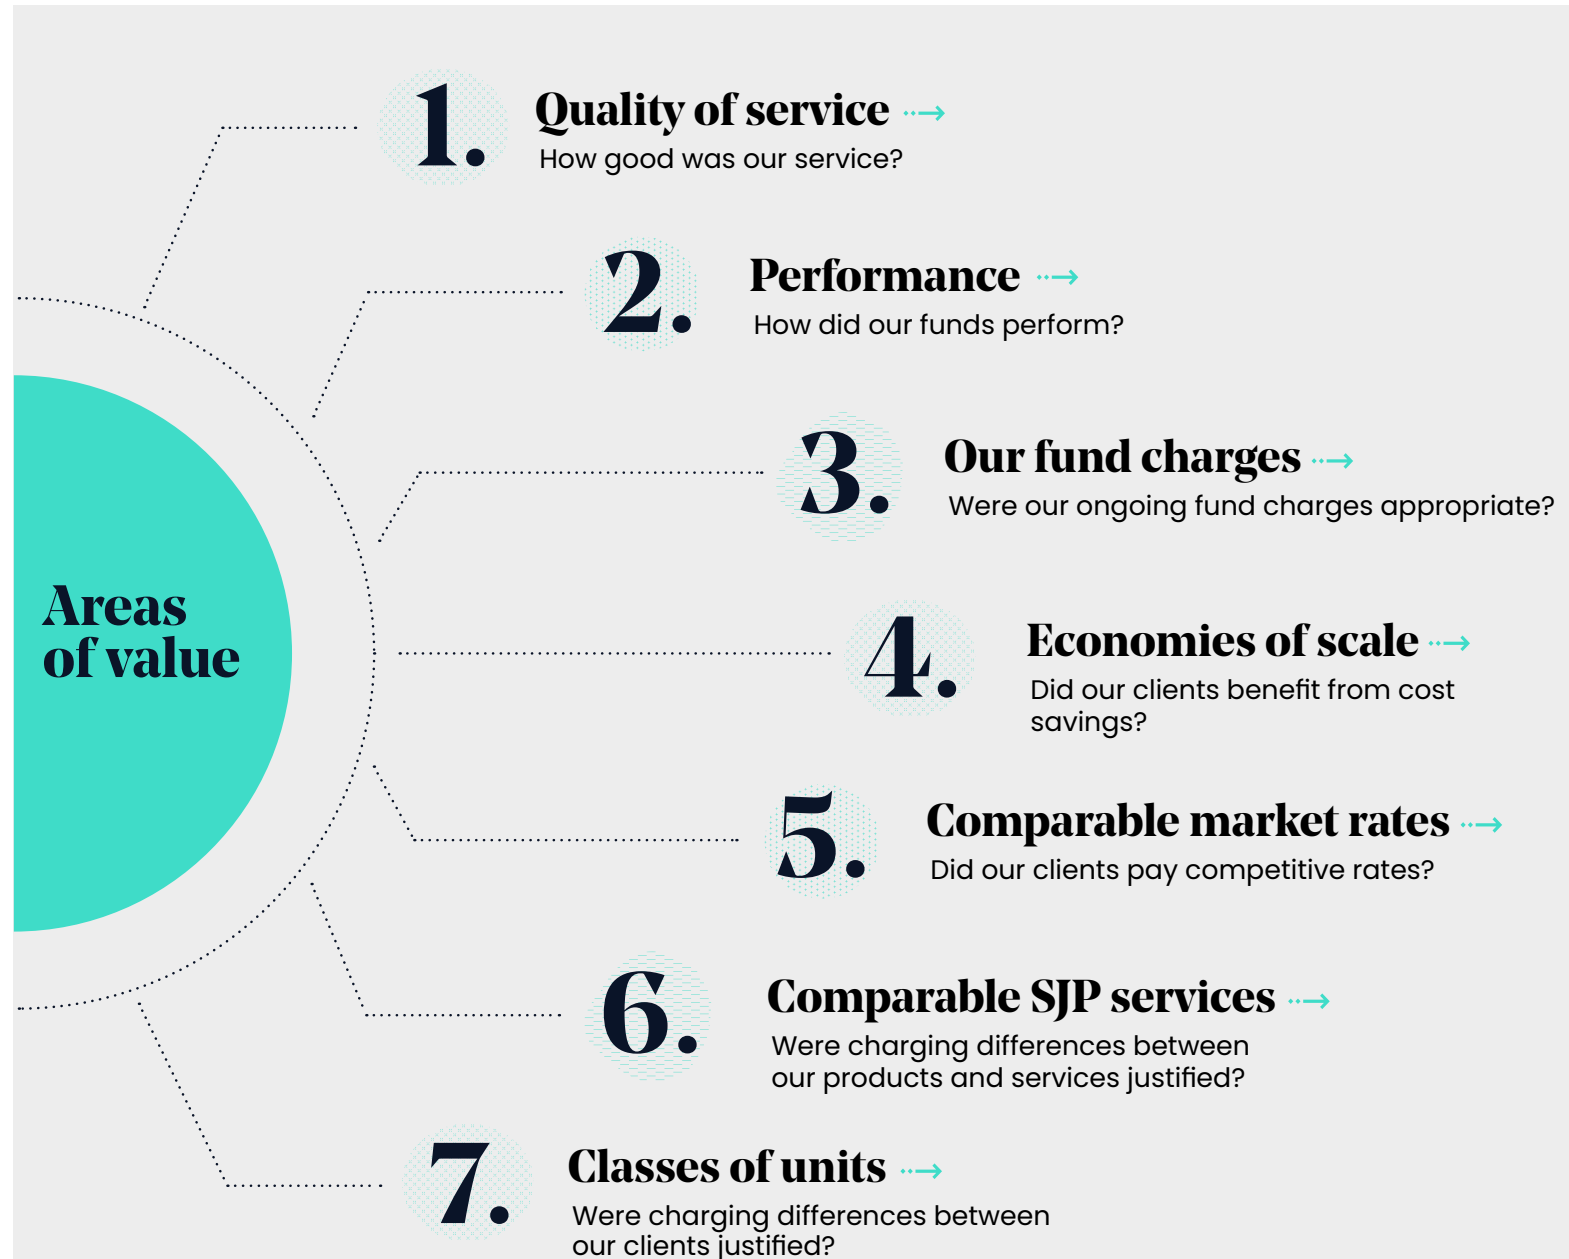 1.
Quality of service
How good was our service?
2.
Performance
How did our funds perform?
3.
Our fund charges
Were our ongoing fund charges appropriate?
Areas
of value
4.
Economies of scale
Did our clients benefit from cost
savings?
5.
Comparable market rates
Did our clients pay competitive rates?
6.
Comparable SJP services
Were charging differences between
our products and services justified?
7.
Classes of units
Were charging differences between
our clients justified?